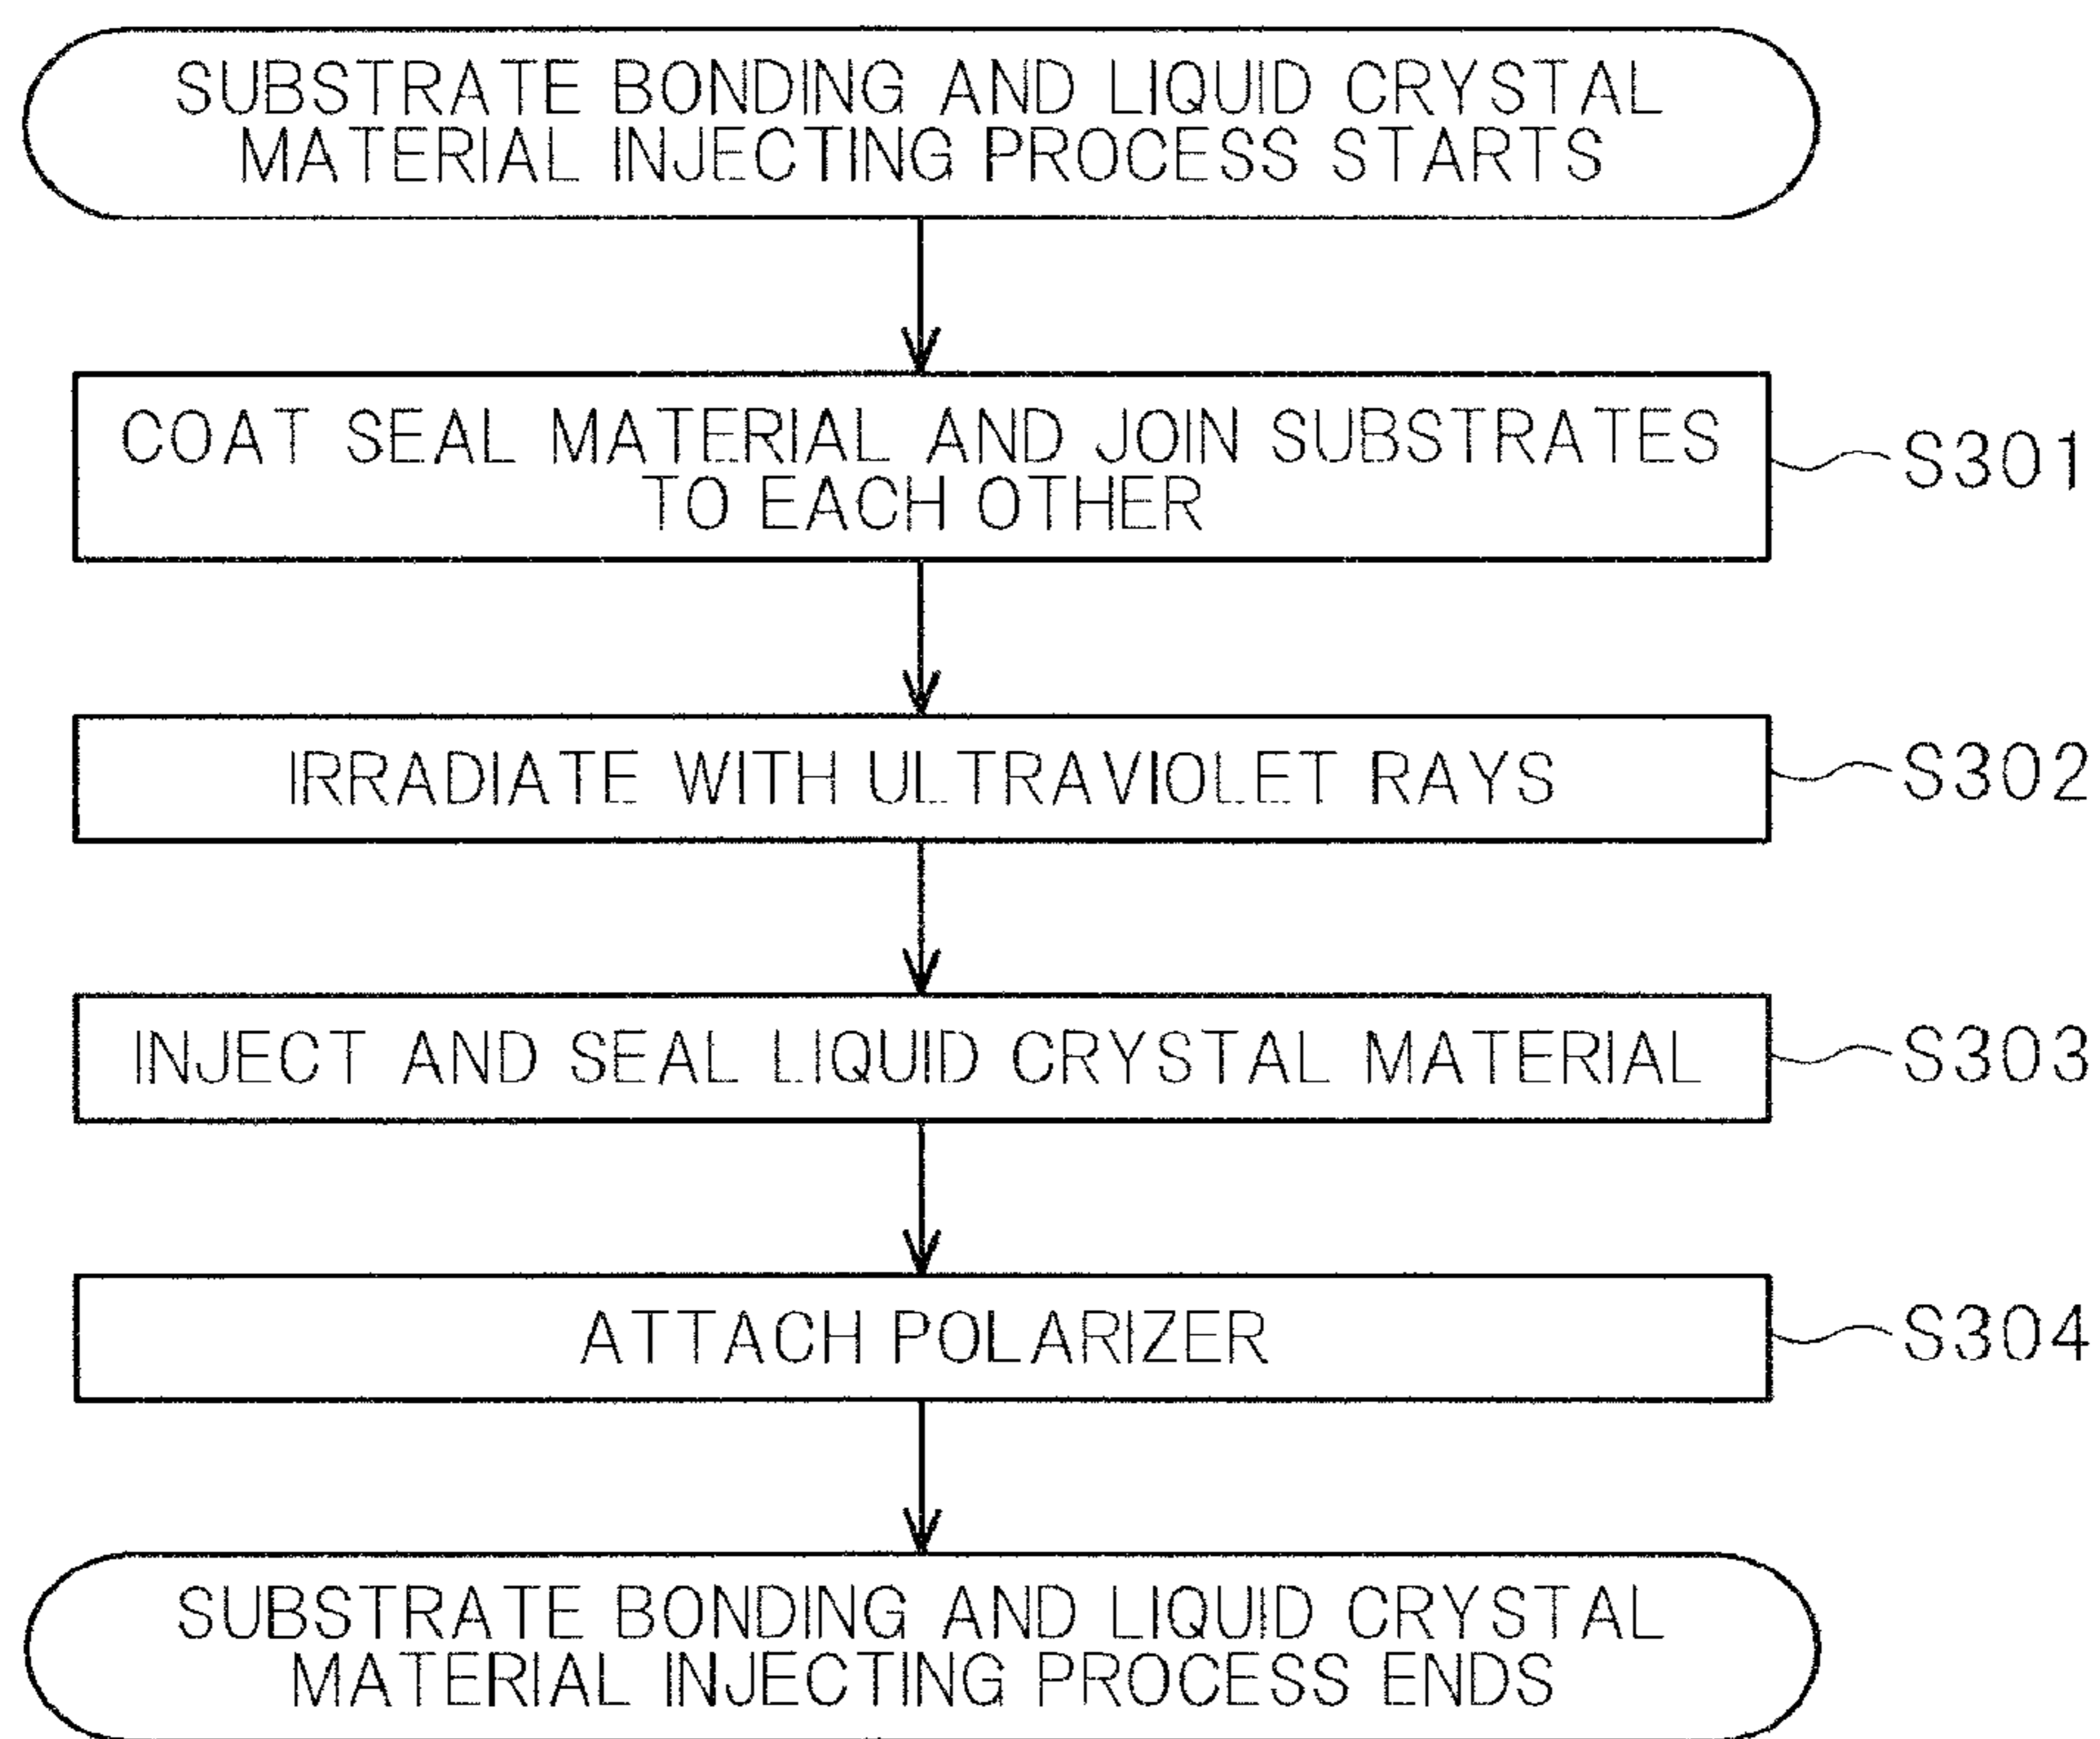 SUBSTRATE BONDING AND LIQUID CRYSTAL
MATERIAL INJECTING PROCESS STARTS
COAT SEAL MATERIAL AND JOIN SUBSTRATES
TO EACH OTHER
S301
IRRADIATE WITH ULTRAVIOLET RAYS
S302
INJECT AND SEAL LIQUID CRYSTAL MATERIAL
S303
ATTACH POLARIZER
S304
SUBSTRATE BONDING AND LIQUID CRYSTAL
MATERIAL INJECTING PROCESS ENDS